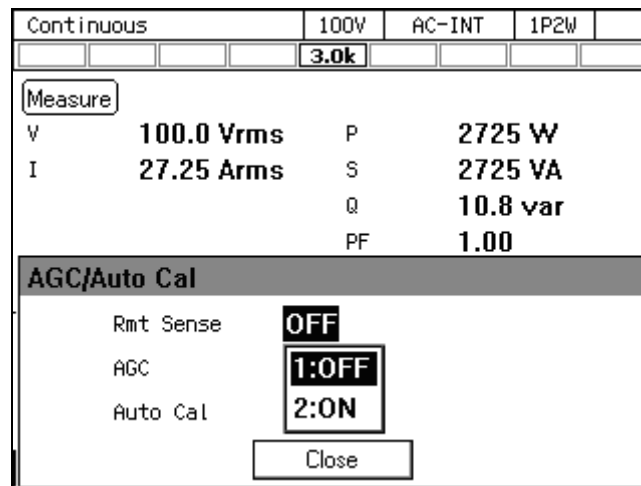 Continuous 100V AC-INT 1P2W
3.0k
Measure
V 100.0 Vrms P 2725 W
I 27.25 Arms S 2725 VA
Q 10.8 var
PF 1.00
AGC/Auto Cal
Rmt Sense OFF
AGC 1:OFF
Auto Cal 2:ON
Close